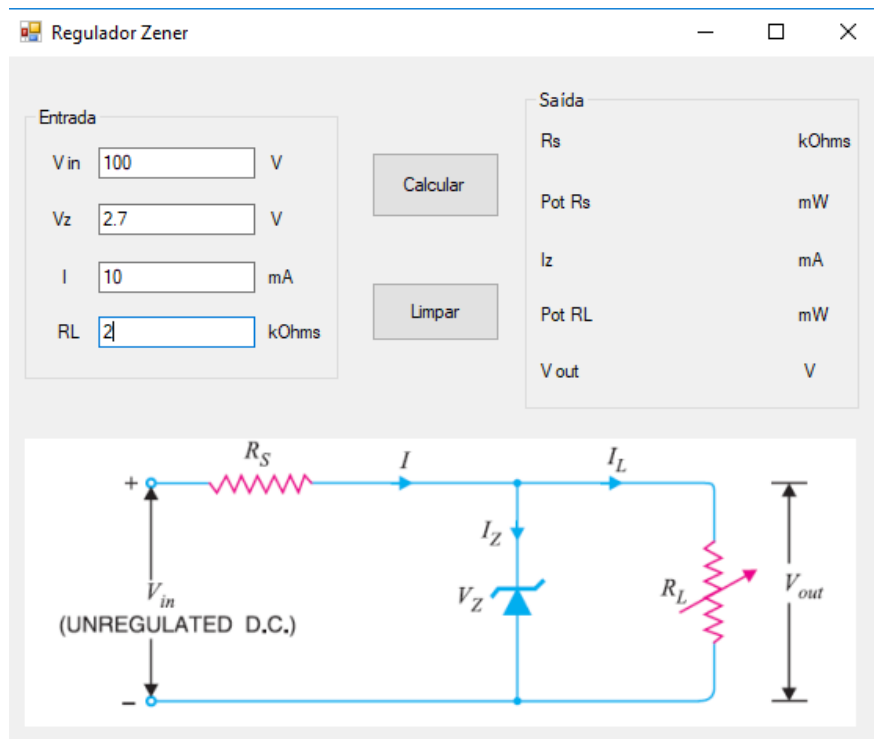 Regulador Zener
Entrada
V in 100 V
Vz 2.7 V
I 10 mA
RL 2 kOhms
Calcular
Limpar
Saída
Rs kOhms
Pot Rs mW
Iz mA
Pot RL mW
V out V
R_S I I_L
+
I_Z
V_in
(UNREGULATED D.C.)
V_Z
R_L
V_out
–